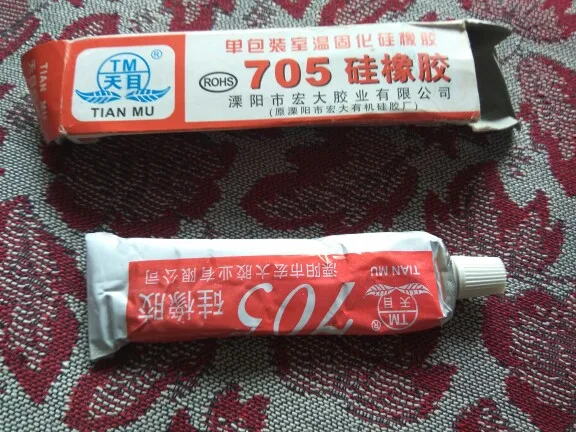 TM
天目
®
TIAN MU
单包装室温固化硅橡胶
ROHS
705 硅橡胶
溧阳市宏大胶业有限公司
(原溧阳市宏大有机硅胶厂)
TIAN
TM
天目
®
TIAN MU
705
硅橡胶
溧阳市宏大胶业有限公司